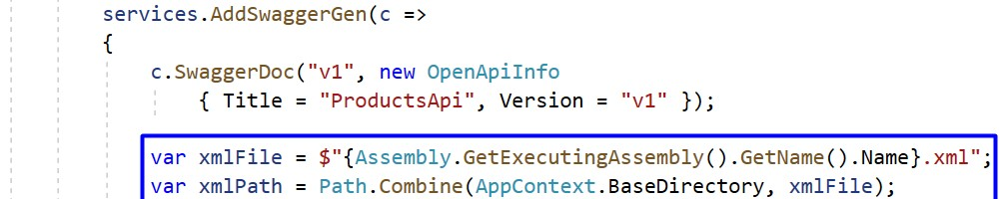 services.AddSwaggerGen(c =>
{
c.SwaggerDoc("v1", new OpenApiInfo
{ Title = "ProductsApi", Version = "v1" });
var xmlFile = $"{Assembly.GetExecutingAssembly().GetName().Name}.xml";
var xmlPath = Path.Combine(AppContext.BaseDirectory, xmlFile);